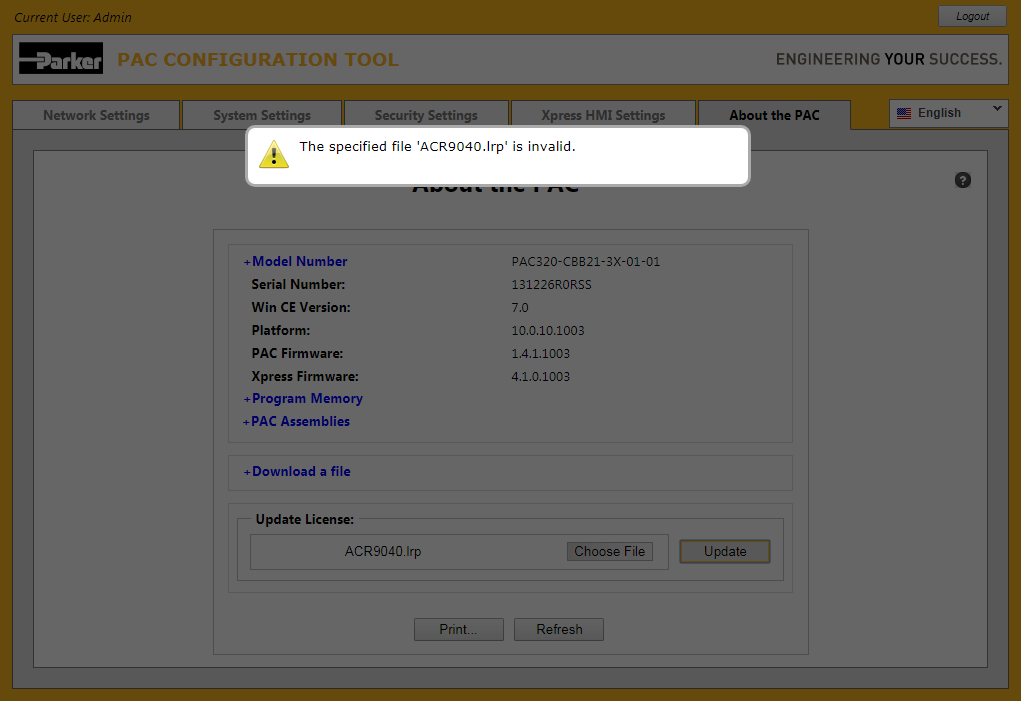 Current User: Admin
Logout
Parker
PAC CONFIGURATION TOOL
ENGINEERING YOUR SUCCESS.
Network Settings
System Settings
Security Settings
Xpress HMI Settings
About the PAC
English
The specified file 'ACR9040.lrp' is invalid.
About the PAC
?
+Model Number PAC320-CBB21-3X-01-01
Serial Number: 131226R0RSS
Win CE Version: 7.0
Platform: 10.0.10.1003
PAC Firmware: 1.4.1.1003
Xpress Firmware: 4.1.0.1003
+Program Memory
+PAC Assemblies
+Download a file
Update License:
ACR9040.lrp Choose File Update
Print... Refresh